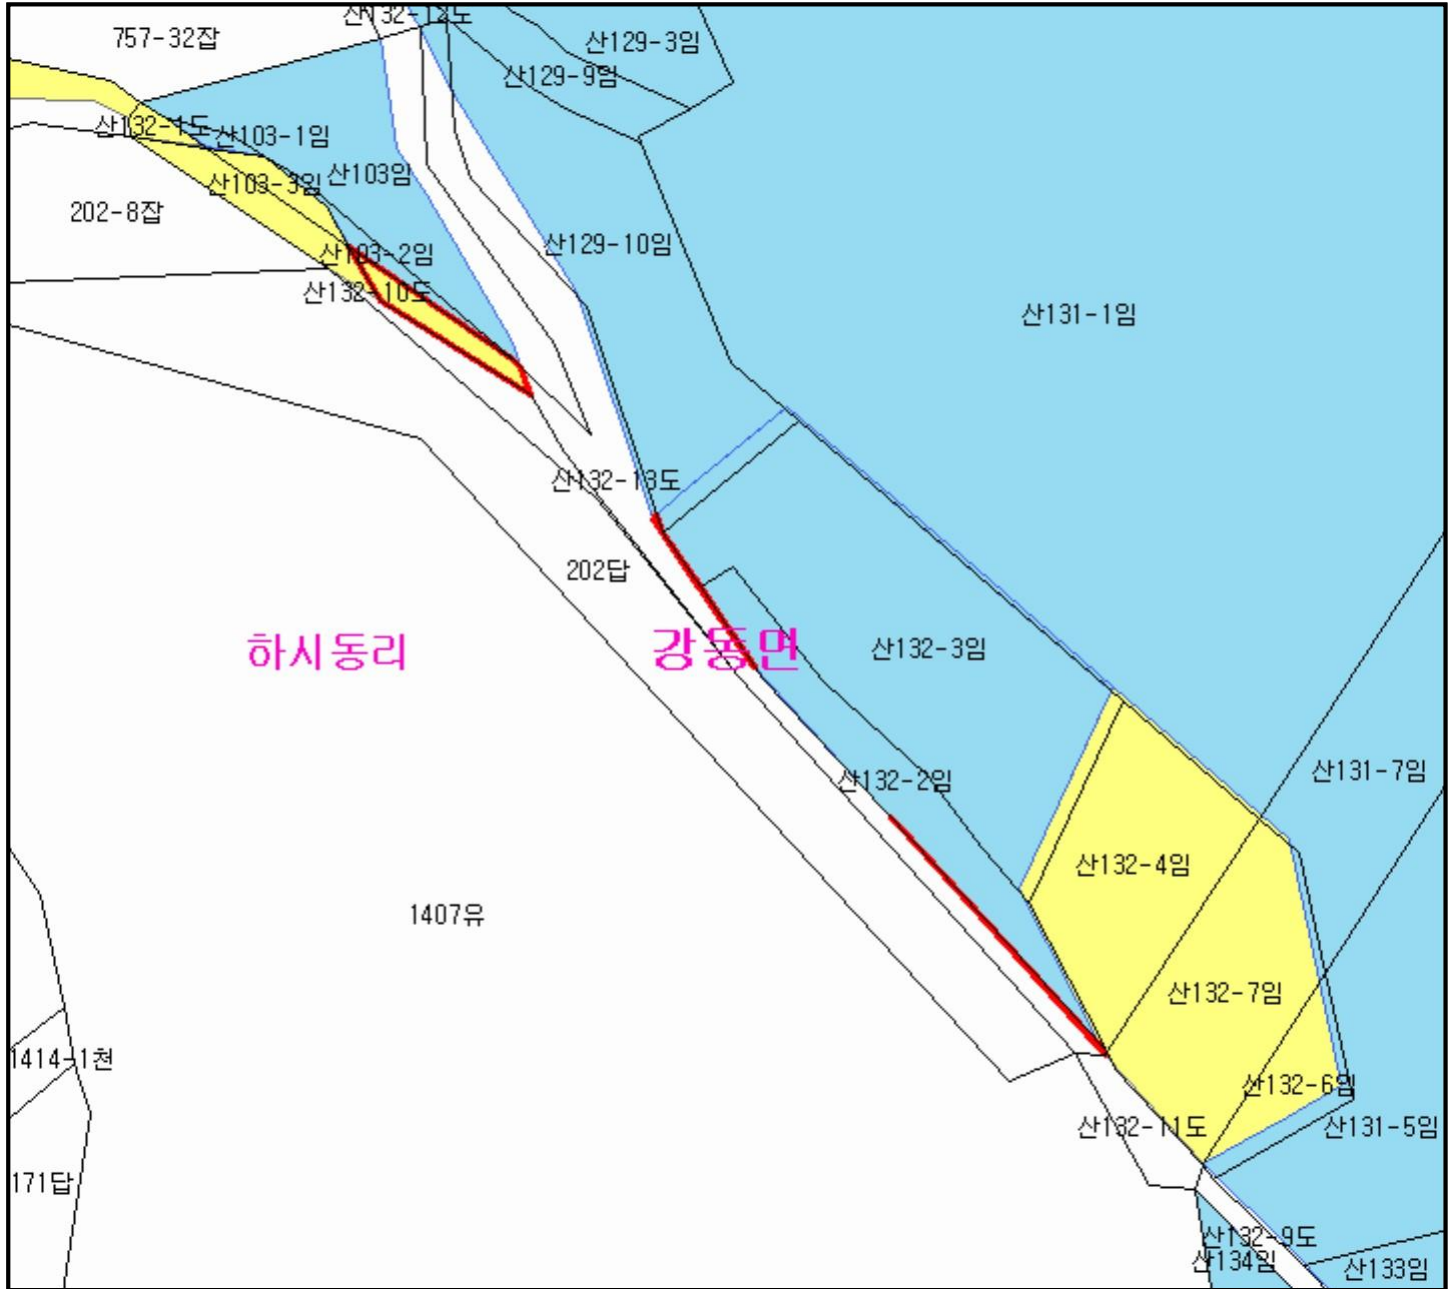 산132-12도
757-32잡
산129-3임
산129-9임
산132-1도
산103-1임
산103-3임
산103임
202-8잡
산129-10임
산103-2임
산132-10도
산131-1임
산132-13도
202답
하시동리
강동면
산132-3임
산131-7임
산132-2임
산132-4임
1407유
산132-7임
1414-1천
산132-6임
산132-11도
산131-5임
171답
산132-9도
산134임
산133임